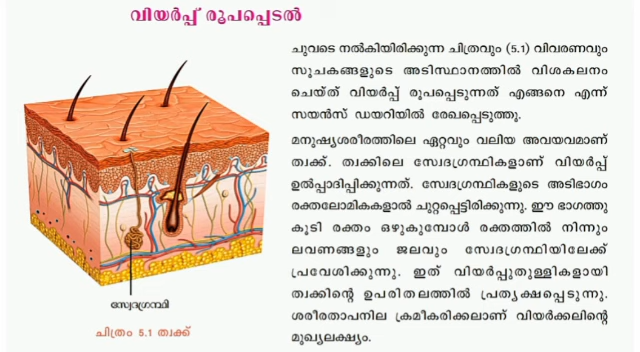 വിയർപ്പ് രൂപപ്പെടൽ
ചുവടെ നൽകിയിരിക്കുന്ന ചിത്രവും (5.1) വിവരണവും
സൂചകങ്ങളുടെ അടിസ്ഥാനത്തിൽ വിശകലനം
ചെയ്ത് വിയർപ്പ് രൂപപ്പെടുന്നത് എങ്ങനെ എന്ന്
സയൻസ് ഡയറിയിൽ രേഖപ്പെടുത്തൂ.
മനുഷ്യശരീരത്തിലെ ഏറ്റവും വലിയ അവയവമാണ്
ത്വക്ക്. ത്വക്കിലെ സ്വേദഗ്രന്ഥികളാണ് വിയർപ്പ്
ഉൽപ്പാദിപ്പിക്കുന്നത്. സ്വേദഗ്രന്ഥികളുടെ അടിഭാഗം
രക്തലോമികകളാൽ ചുറ്റപ്പെട്ടിരിക്കുന്നു. ഈ ഭാഗത്തു
കൂടി രക്തം ഒഴുകുമ്പോൾ രക്തത്തിൽ നിന്നും
ലവണങ്ങളും ജലവും സ്വേദഗ്രന്ഥിയിലേക്ക്
പ്രവേശിക്കുന്നു. ഇത് വിയർപ്പുതുള്ളികളായി
ത്വക്കിന്റെ ഉപരിതലത്തിൽ പ്രത്യക്ഷപ്പെടുന്നു.
ശരീരതാപനില ക്രമീകരിക്കലാണ് വിയർക്കലിന്റെ
മുഖ്യലക്ഷ്യം.
സ്വേദഗ്രന്ഥി
ചിത്രം 5.1 ത്വക്ക്